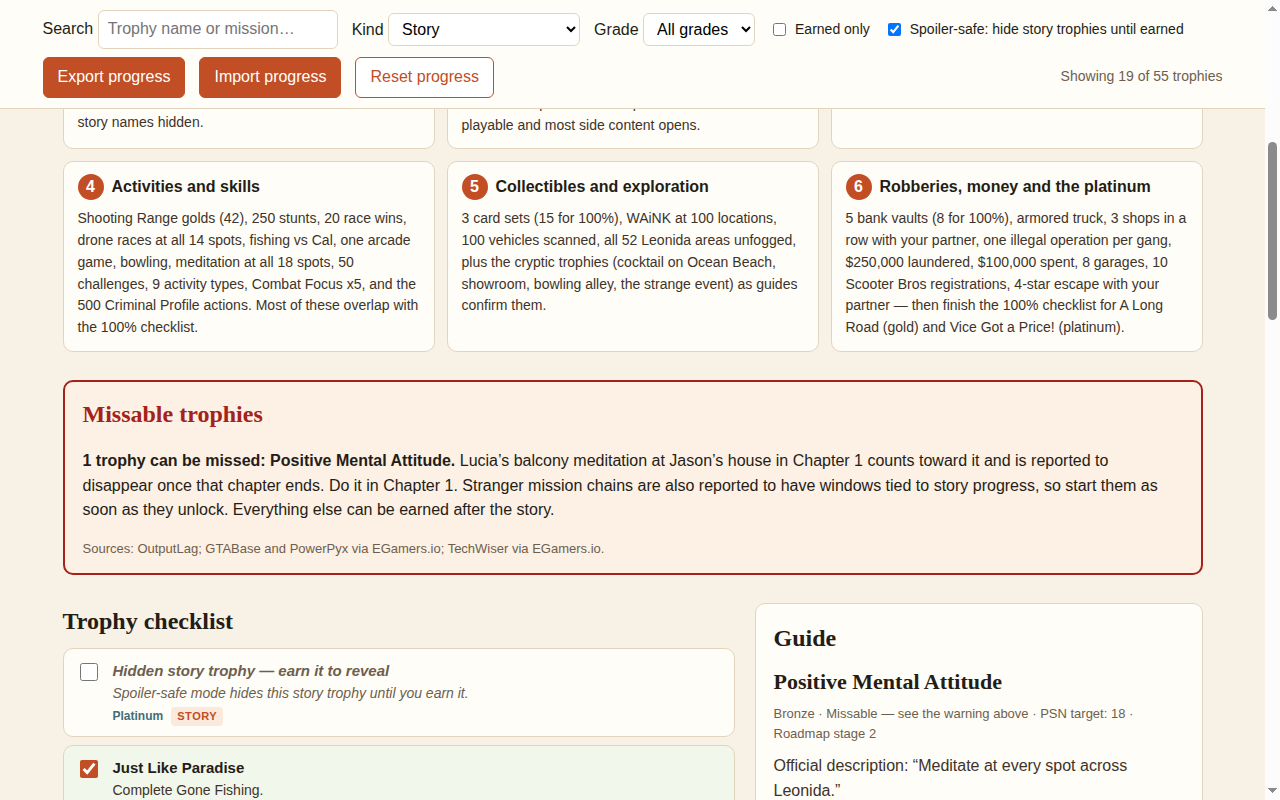 Search Trophy name or mission… Kind Story Grade All grades Earned only Spoiler-safe: hide story trophies until earned
Export progress Import progress Reset progress Showing 19 of 55 trophies
story names hidden.
playable and most side content opens.
4 Activities and skills
Shooting Range golds (42), 250 stunts, 20 race wins,
drone races at all 14 spots, fishing vs Cal, one arcade
game, bowling, meditation at all 18 spots, 50
challenges, 9 activity types, Combat Focus x5, and the
500 Criminal Profile actions. Most of these overlap with
the 100% checklist.
5 Collectibles and exploration
3 card sets (15 for 100%), WAiNK at 100 locations,
100 vehicles scanned, all 52 Leonida areas unfogged,
plus the cryptic trophies (cocktail on Ocean Beach,
showroom, bowling alley, the strange event) as guides
confirm them.
6 Robberies, money and the platinum
5 bank vaults (8 for 100%), armored truck, 3 shops in a
row with your partner, one illegal operation per gang,
$250,000 laundered, $100,000 spent, 8 garages, 10
Scooter Bros registrations, 4-star escape with your
partner — then finish the 100% checklist for A Long
Road (gold) and Vice Got a Price! (platinum).
Missable trophies
1 trophy can be missed: Positive Mental Attitude. Lucia’s balcony meditation at Jason’s house in Chapter 1 counts toward it and is reported to
disappear once that chapter ends. Do it in Chapter 1. Stranger mission chains are also reported to have windows tied to story progress, so start them as
soon as they unlock. Everything else can be earned after the story.
Sources: OutputLag; GTABase and PowerPyx via EGamers.io; TechWiser via EGamers.io.
Trophy checklist
Hidden story trophy — earn it to reveal
Spoiler-safe mode hides this story trophy until you earn it.
Platinum STORY
Just Like Paradise
Complete Gone Fishing.
Guide
Positive Mental Attitude
Bronze · Missable — see the warning above · PSN target: 18 ·
Roadmap stage 2
Official description: “Meditate at every spot across
Leonida.”